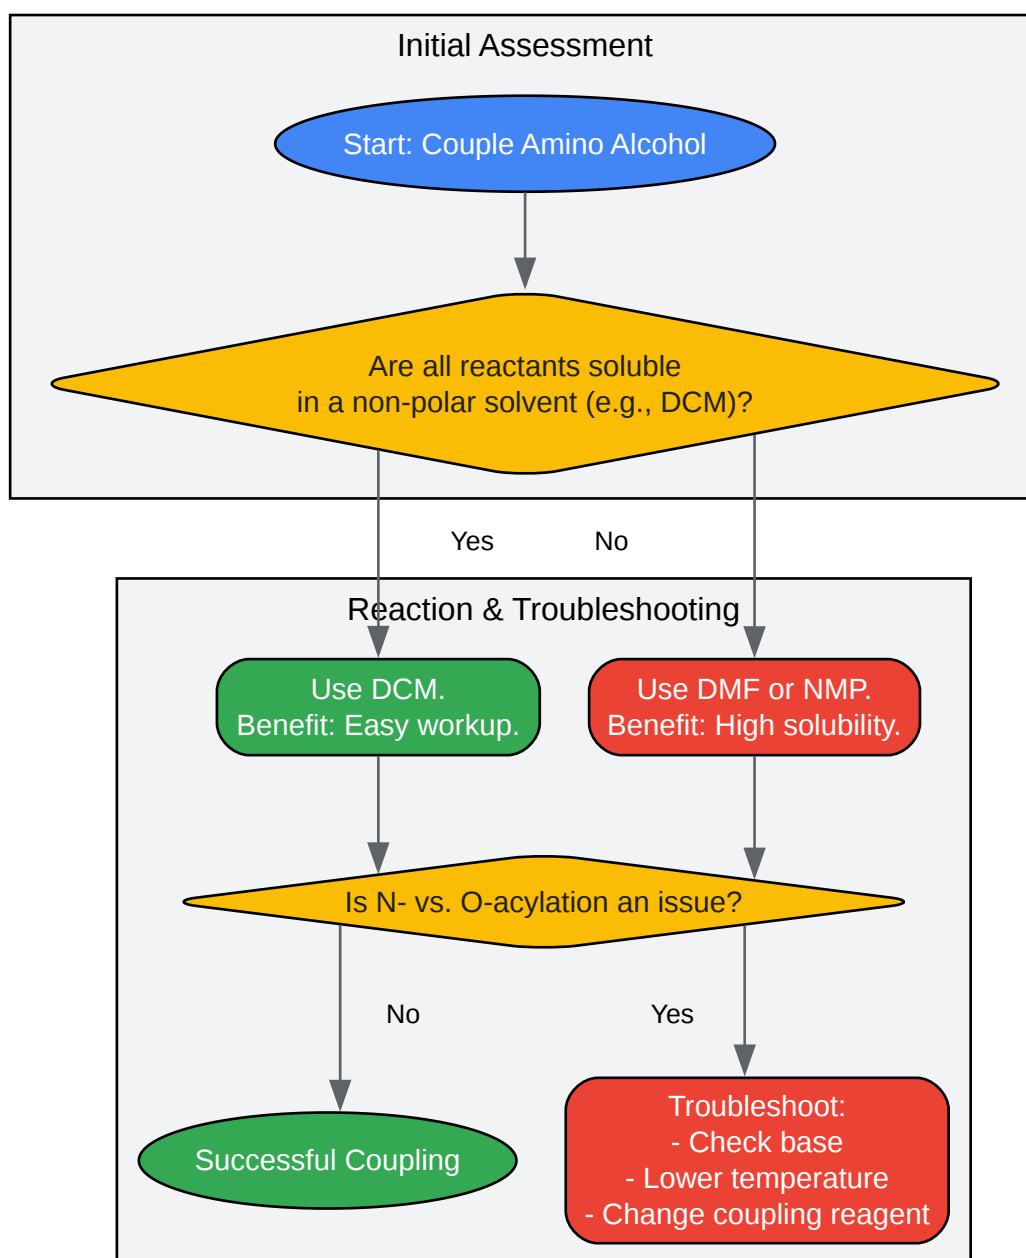 Initial Assessment
Start: Couple Amino Alcohol
Are all reactants soluble
in a non-polar solvent (e.g., DCM)?
Yes
No
Reaction & Troubleshooting
Use DCM.
Benefit: Easy workup.
Use DMF or NMP.
Benefit: High solubility.
Is N- vs. O-acylation an issue?
No
Yes
Successful Coupling
Troubleshoot:
- Check base
- Lower temperature
- Change coupling reagent